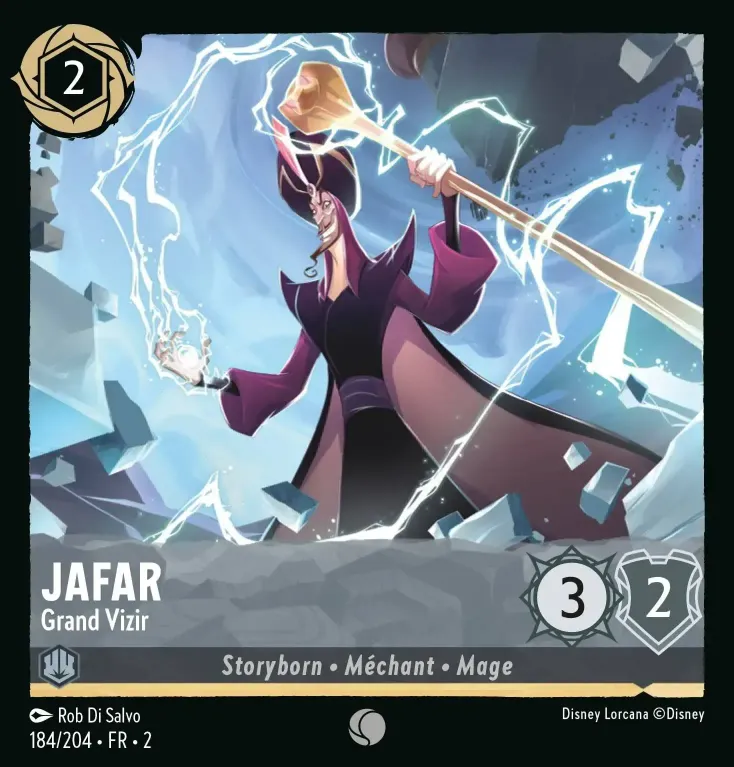 2
JAFAR
Grand Vizir
3
2
Storyborn • Méchant • Mage
Rob Di Salvo
184/204 • FR • 2
Disney Lorcana ©Disney